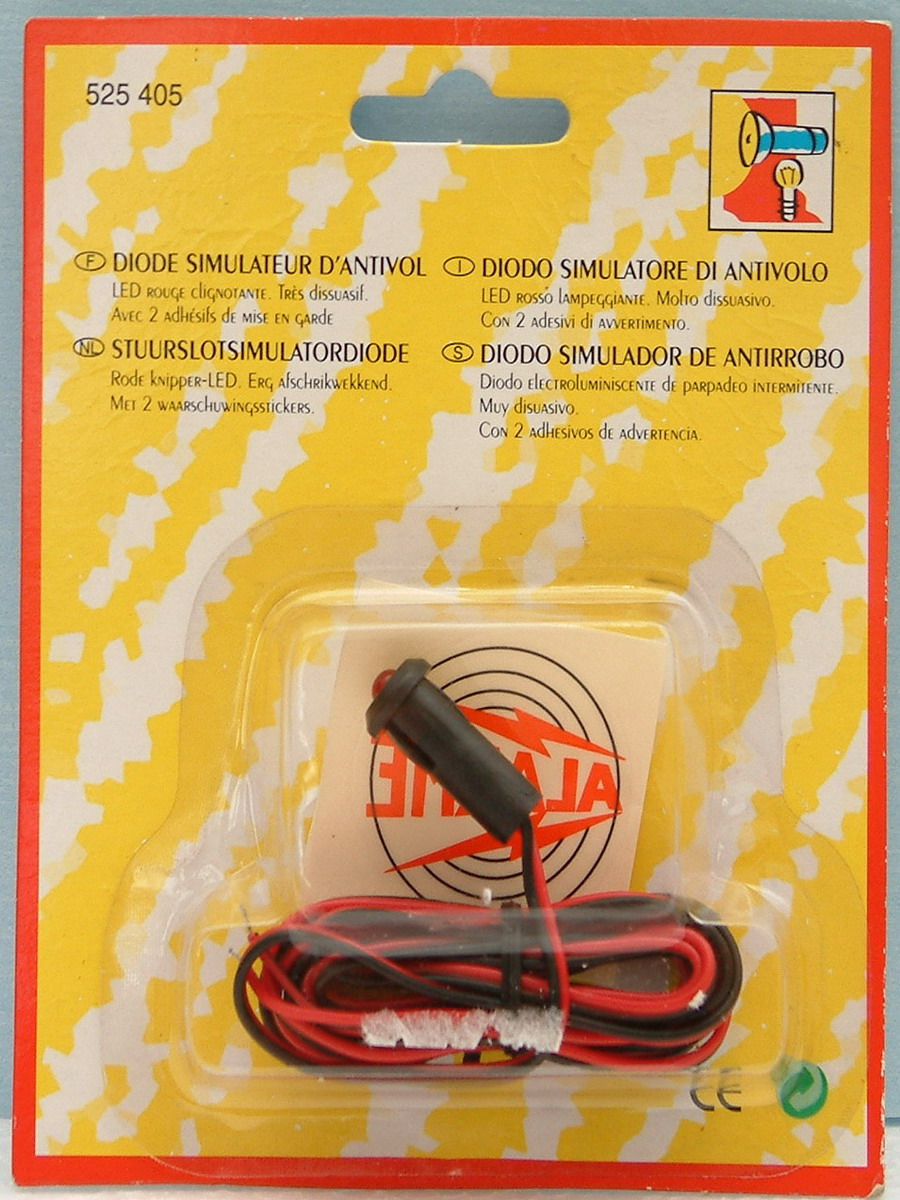 525 405
F DIODE SIMULATEUR D'ANTIVOL
LED rouge clignotante. Très dissuasif.
Avec 2 adhésifs de mise en garde
NL STUURSLOTSIMULATORDIODE
Rode knipper-LED. Erg afschrikwekkend.
Met 2 waarschuwingsstickers.
I DIODO SIMULATORE DI ANTIVOLO
LED rosso lampeggiante. Molto dissuasivo.
Con 2 adesivi di avvertimento.
S DIODO SIMULADOR DE ANTIRROBO
Diodo electroluminiscente de parpadeo intermitente.
Muy disuasivo.
Con 2 adhesivos de advertencia.
CE